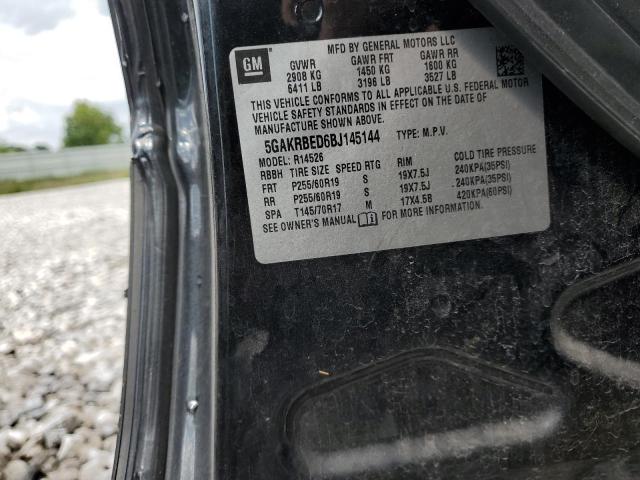 GM
MFD BY GENERAL MOTORS LLC
GVWR GAWR FRT GAWR RR
2908 KG 1450 KG 1600 KG
6411 LB 3196 LB 3527 LB
THIS VEHICLE CONFORMS TO ALL APPLICABLE U.S. FEDERAL MOTOR
VEHICLE SAFETY STANDARDS IN EFFECT ON THE DATE OF
MANUFACTURE SHOWN ABOVE.
5GAKRBED6BJ145144 TYPE: M.P.V.
MODEL: R14526
RBBH TIRE SIZE SPEED RTG RIM COLD TIRE PRESSURE
FRT P255/60R19 S 19X7.5J 240KPA(35PSI)
RR P255/60R19 S 19X7.5J 240KPA(35PSI)
SPA T145/70R17 M 17X4.5B 420KPA(60PSI)
SEE OWNER'S MANUAL FOR MORE INFORMATION.